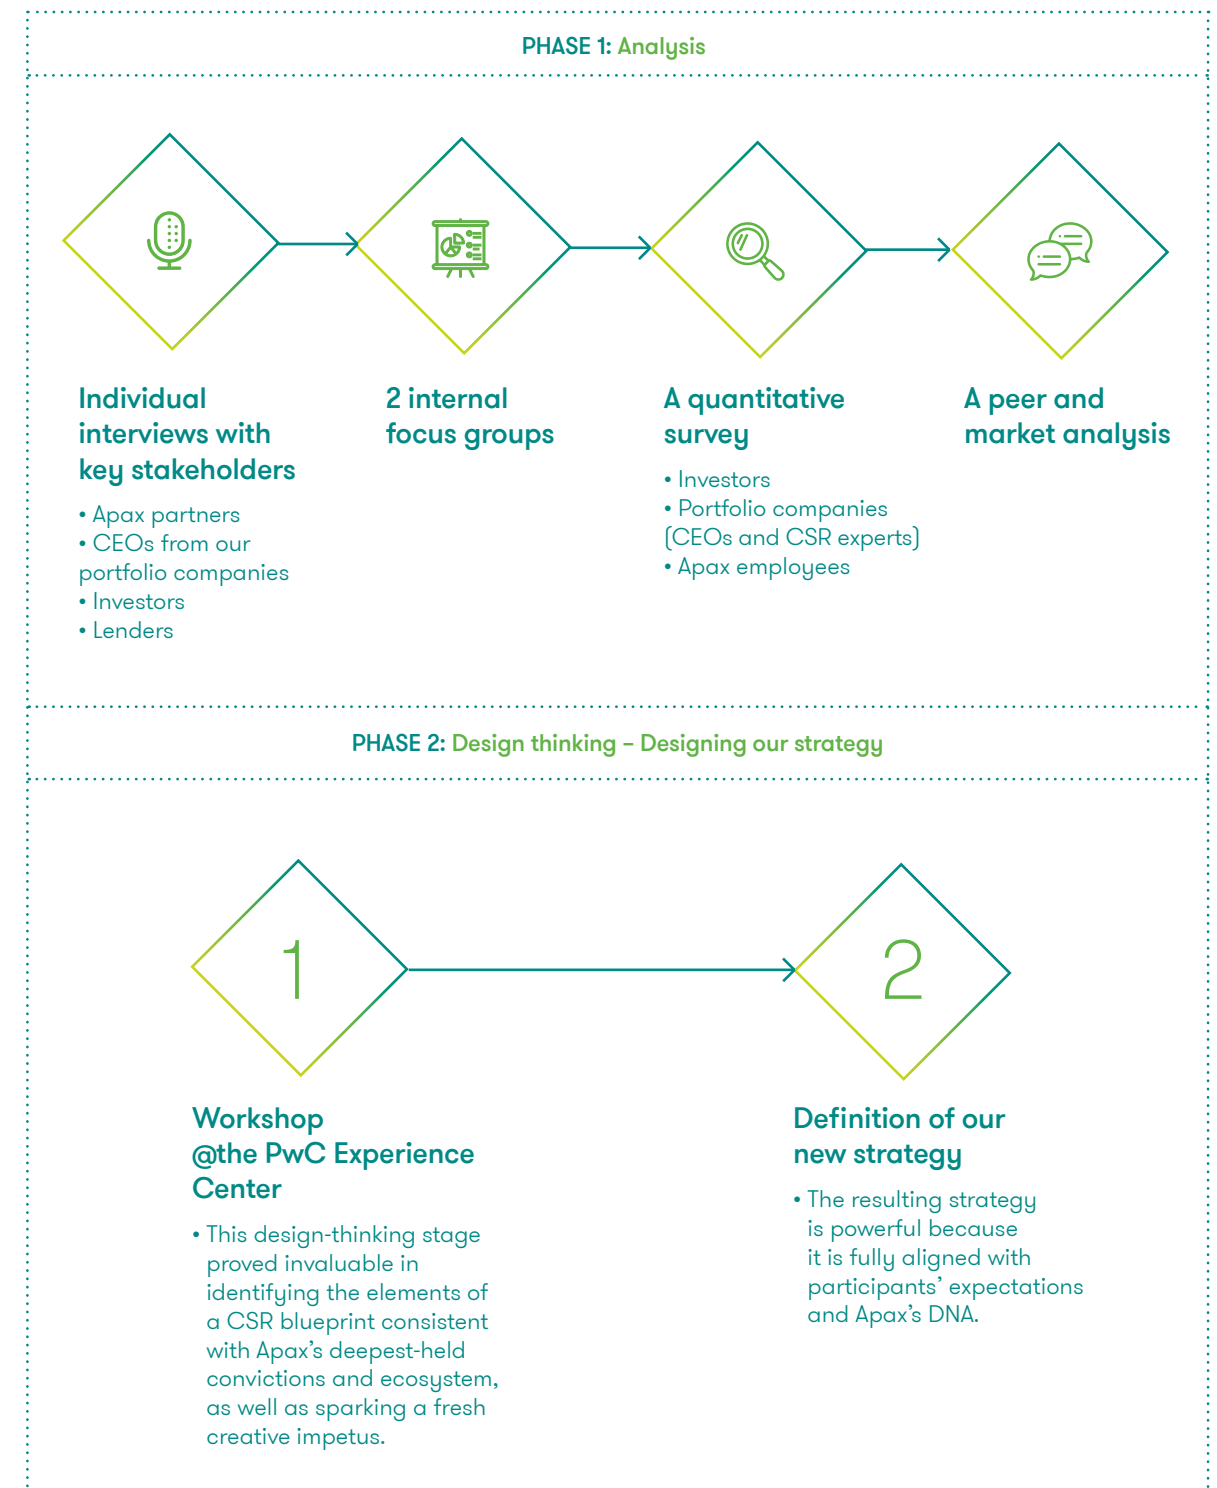 PHASE 1: Analysis
Individual
interviews with
key stakeholders
• Apax partners
• CEOs from our
portfolio companies
• Investors
• Lenders
2 internal
focus groups
A quantitative
survey
• Investors
• Portfolio companies
(CEOs and CSR experts)
• Apax employees
A peer and
market analysis
PHASE 2: Design thinking – Designing our strategy
1
Workshop
@the PwC Experience
Center
• This design-thinking stage
proved invaluable in
identifying the elements of
a CSR blueprint consistent
with Apax’s deepest-held
convictions and ecosystem,
as well as sparking a fresh
creative impetus.
2
Definition of our
new strategy
• The resulting strategy
is powerful because
it is fully aligned with
participants’ expectations
and Apax’s DNA.